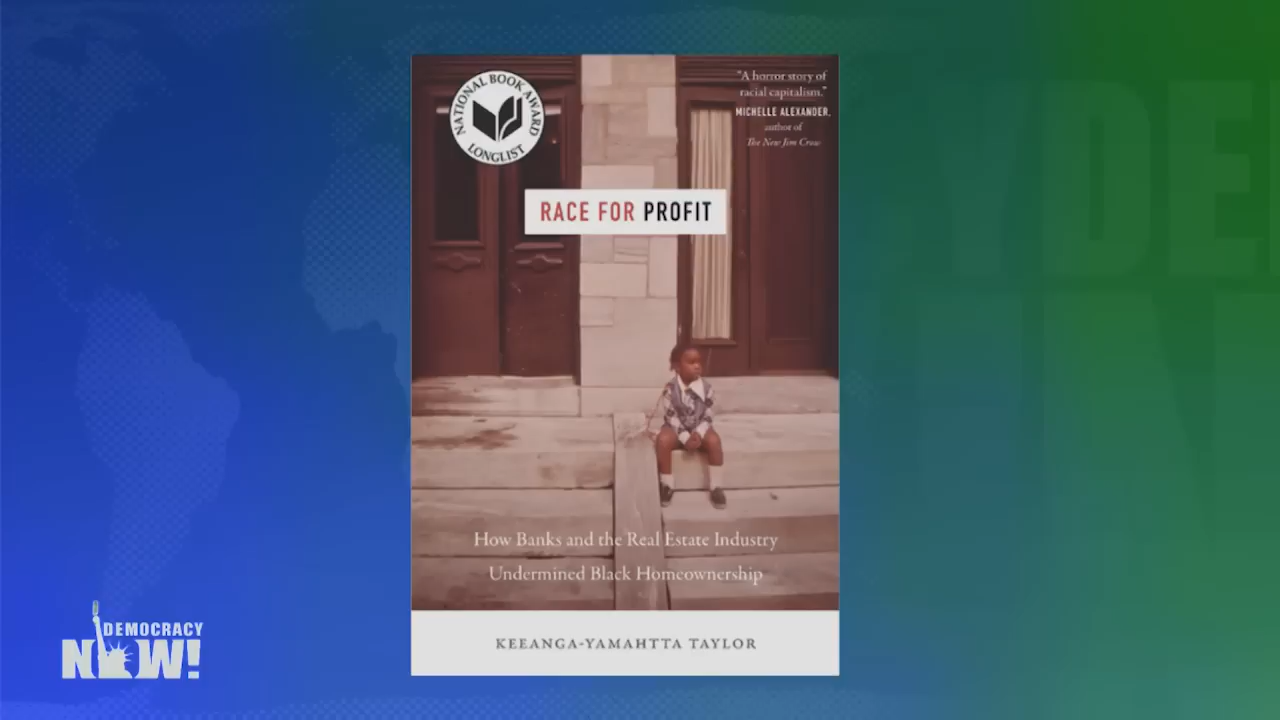 NATIONAL BOOK AWARD
LONGLIST
"A horror story of
racial capitalism."
MICHELLE ALEXANDER,
author of
The New Jim Crow
RACE FOR PROFIT
How Banks and the Real Estate Industry
Undermined Black Homeownership
KEEANGA-YAMAHTTA TAYLOR
DEMOCRACY
NOW!